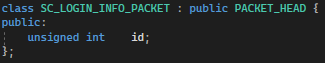 class SC_LOGIN_INFO_PACKET : public PACKET_HEAD {
public:
    unsigned int    id;
};